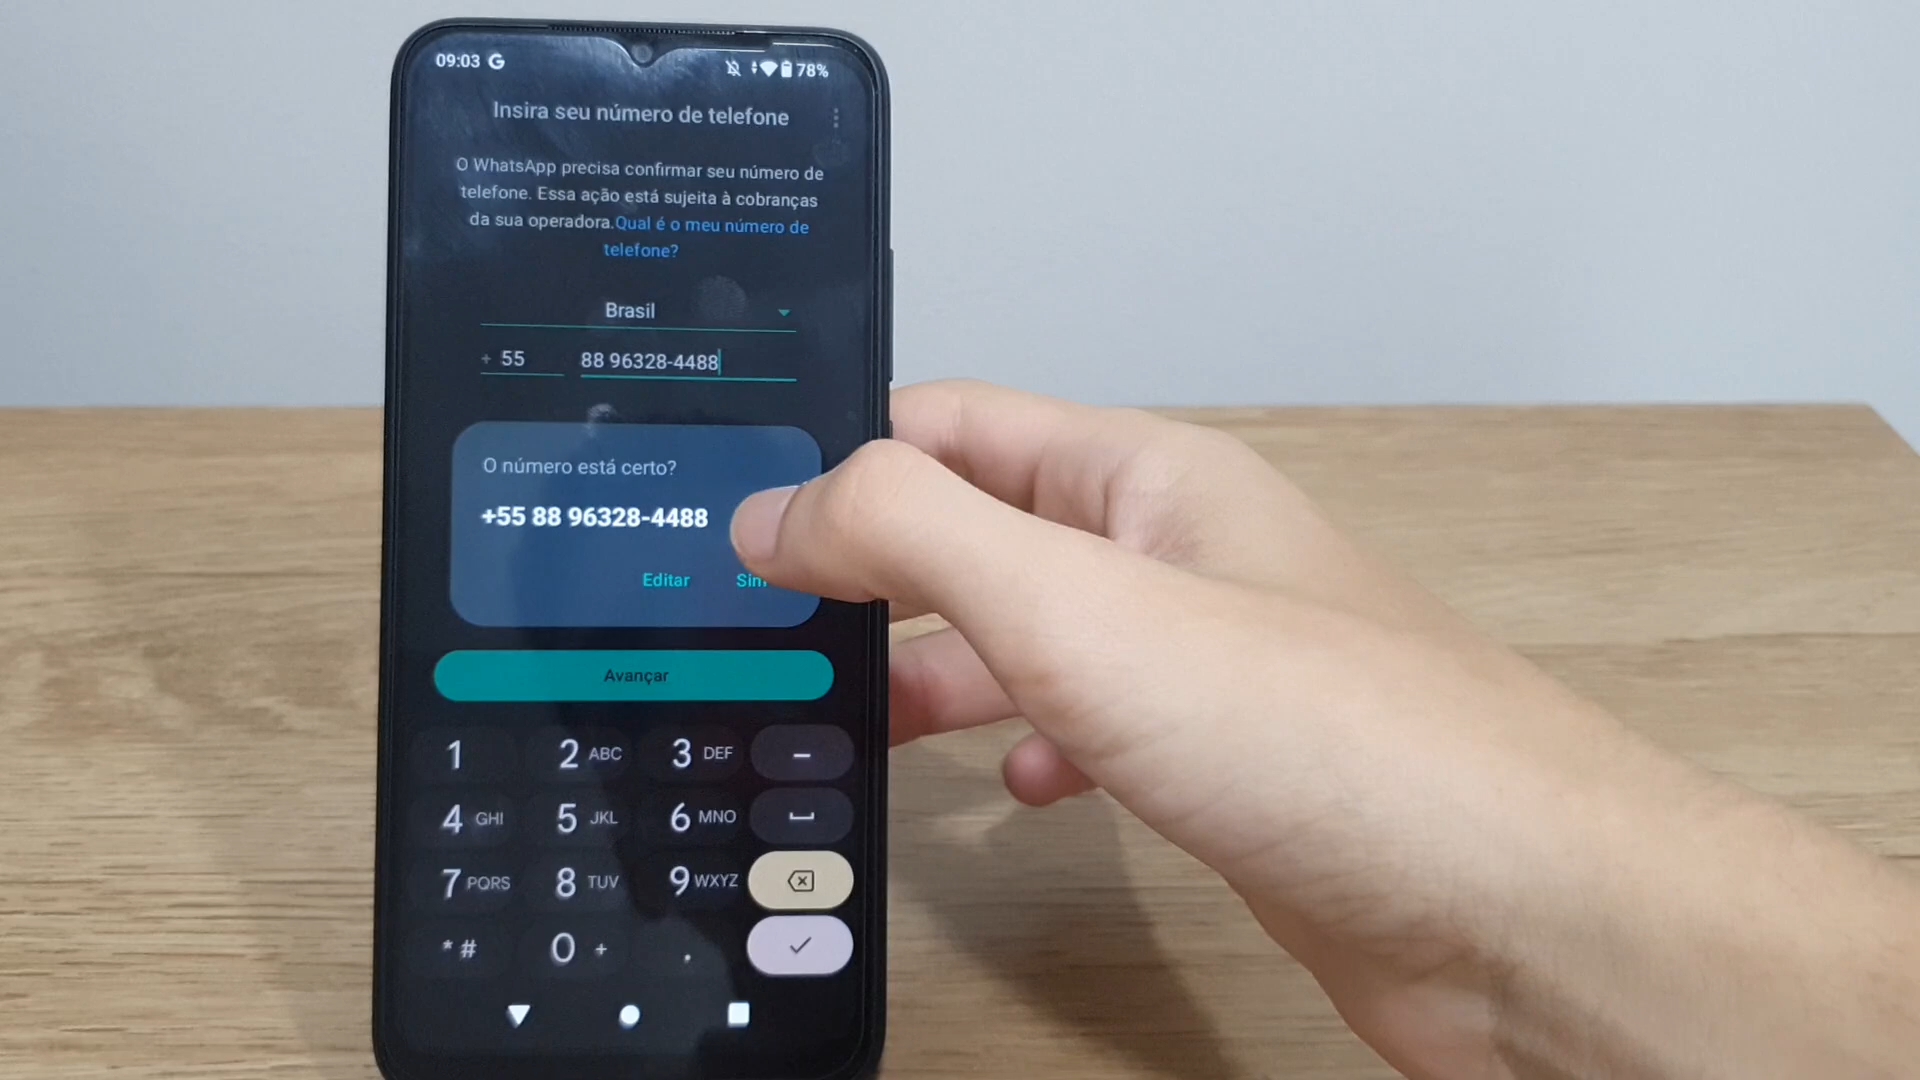 09:03 G
78%
Insira seu número de telefone
O WhatsApp precisa confirmar seu número de
telefone. Essa ação está sujeita à cobranças
da sua operadora.Qual é o meu número de
telefone?
Brasil
+ 55 88 96328-4488
O número está certo?
+55 88 96328-4488
Editar Sim
Avançar
1 2 ABC 3 DEF –
4 GHI 5 JKL 6 MNO
7 PQRS 8 TUV 9 WXYZ
* # 0 + .